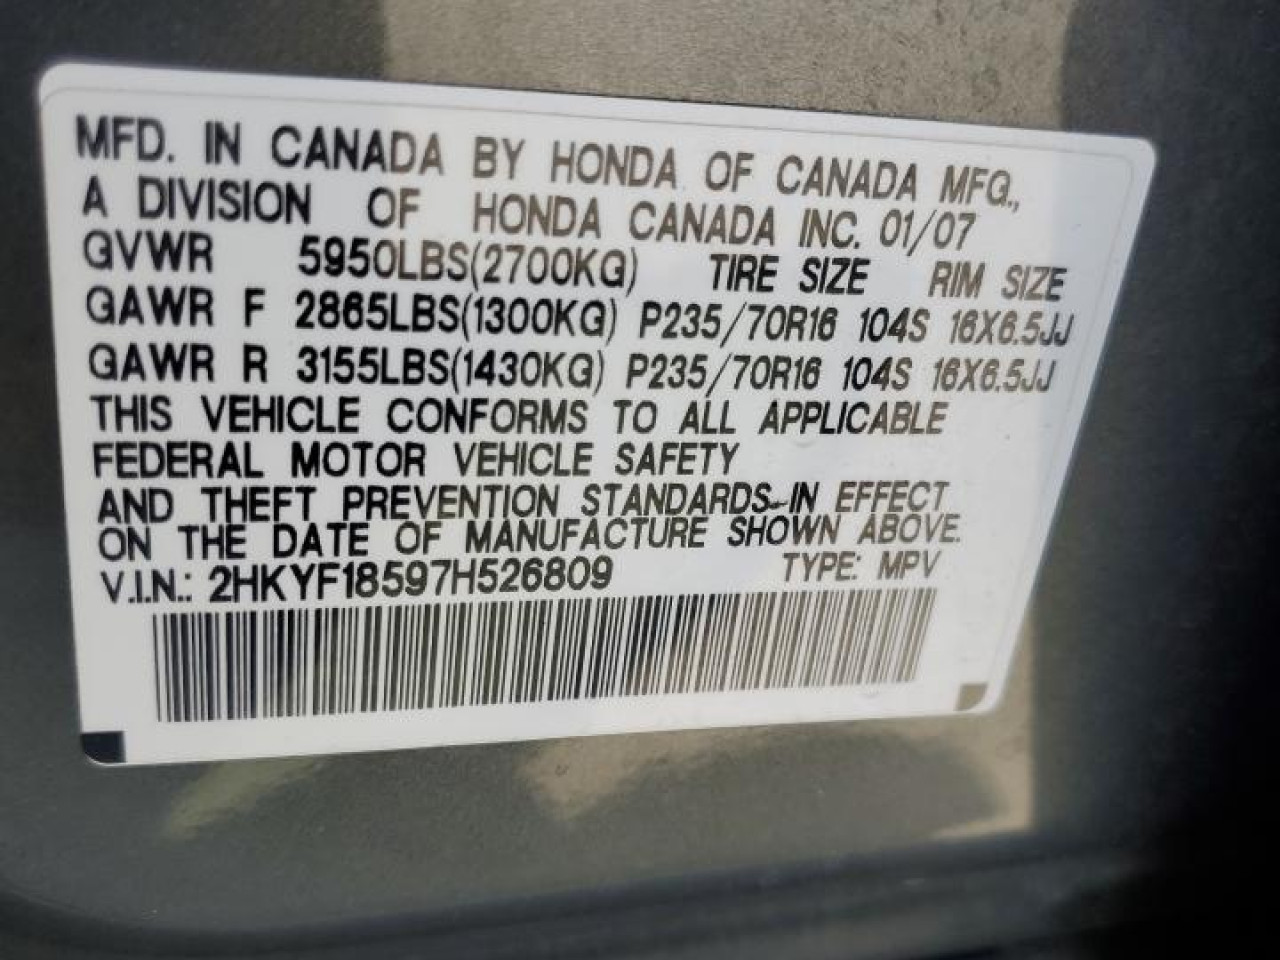 MFD. IN CANADA BY HONDA OF CANADA MFG.,
A DIVISION OF HONDA CANADA INC. 01/07
GVWR 5950LBS(2700KG) TIRE SIZE RIM SIZE
GAWR F 2865LBS(1300KG) P235/70R16 104S 16X6.5JJ
GAWR R 3155LBS(1430KG) P235/70R16 104S 16X6.5JJ
THIS VEHICLE CONFORMS TO ALL APPLICABLE
FEDERAL MOTOR VEHICLE SAFETY
AND THEFT PREVENTION STANDARDS IN EFFECT
ON THE DATE OF MANUFACTURE SHOWN ABOVE.
V.I.N.: 2HKYF18597H526809 TYPE: MPV